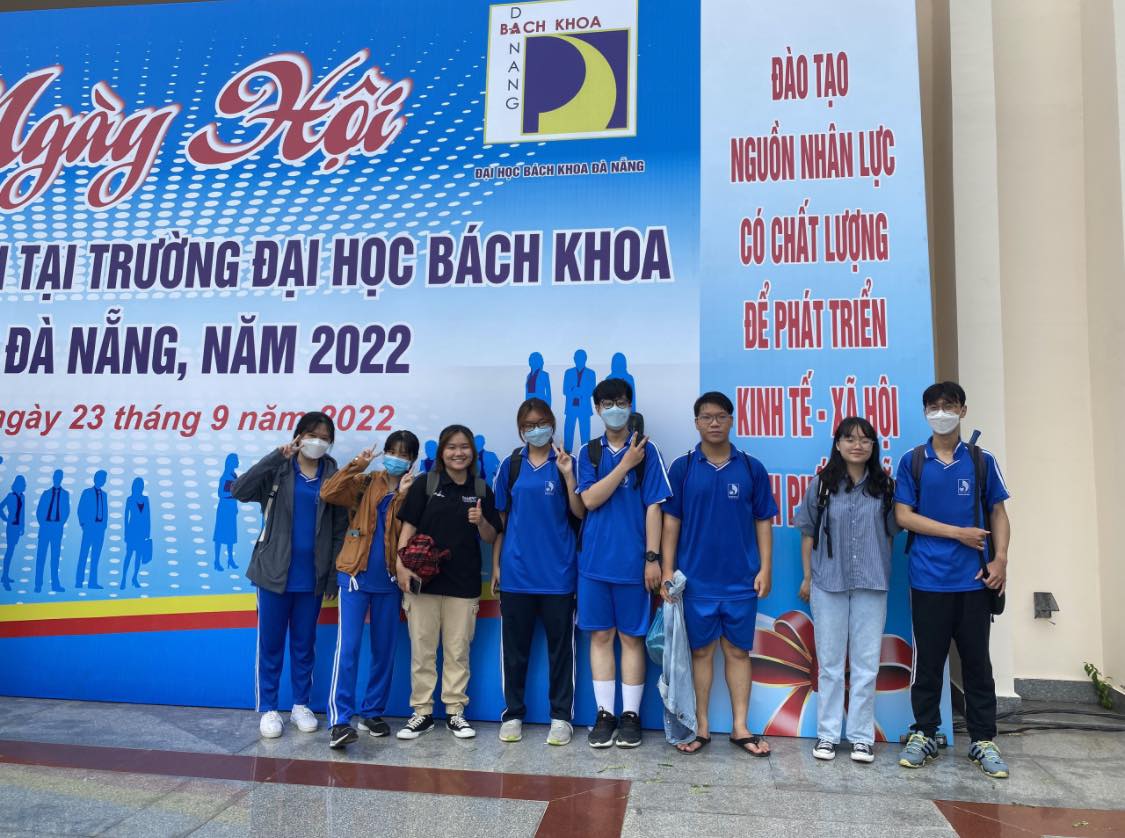 Ngày Hội
TẠI TRƯỜNG ĐẠI HỌC BÁCH KHOA
ĐÀ NẴNG, NĂM 2022
ngày 23 tháng 9 năm 2022
ĐANANG
BÁCH KHOA
ĐẠI HỌC BÁCH KHOA ĐÀ NẴNG
ĐÀO TẠO
NGUỒN NHÂN LỰC
CÓ CHẤT LƯỢNG
ĐỂ PHÁT TRIỂN
KINH TẾ - XÃ HỘI